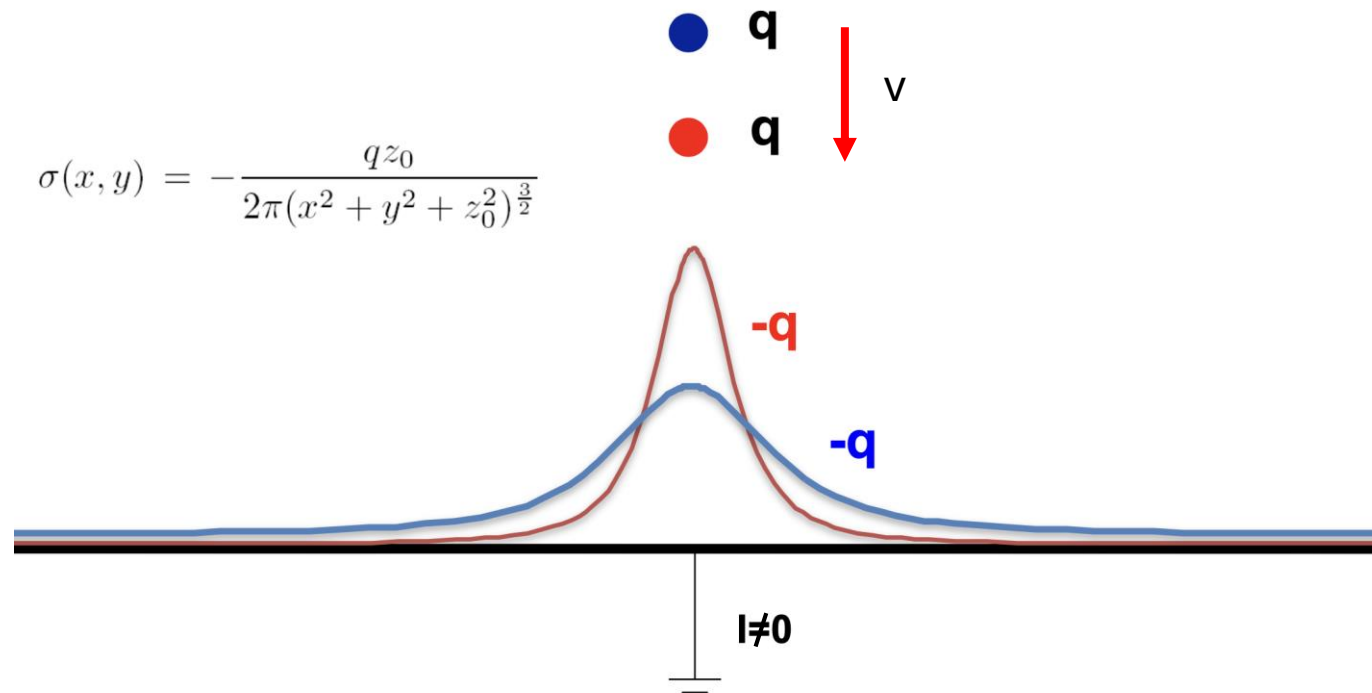 q
v
q
σ(x, y) = − qz₀ / 2π(x² + y² + z₀²)^(3/2)
-q
-q
I≠0